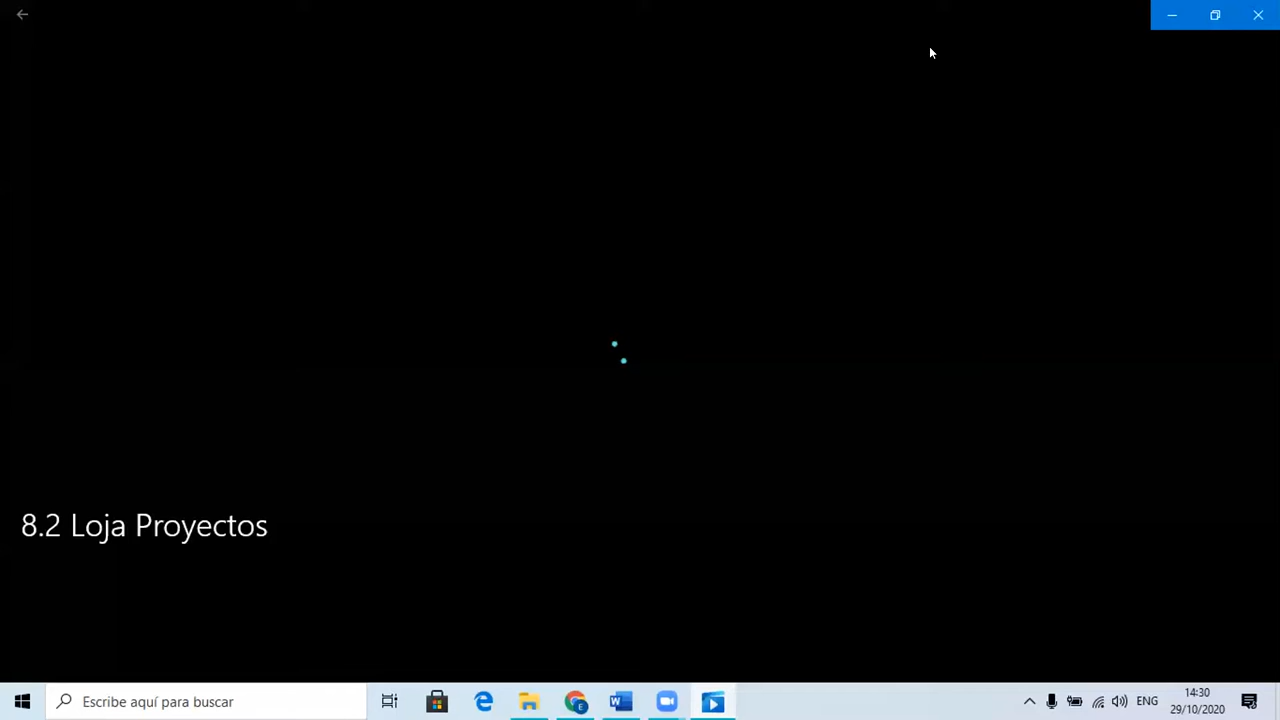 8.2 Loja Proyectos
Escribe aquí para buscar
ENG
14:30
29/10/2020